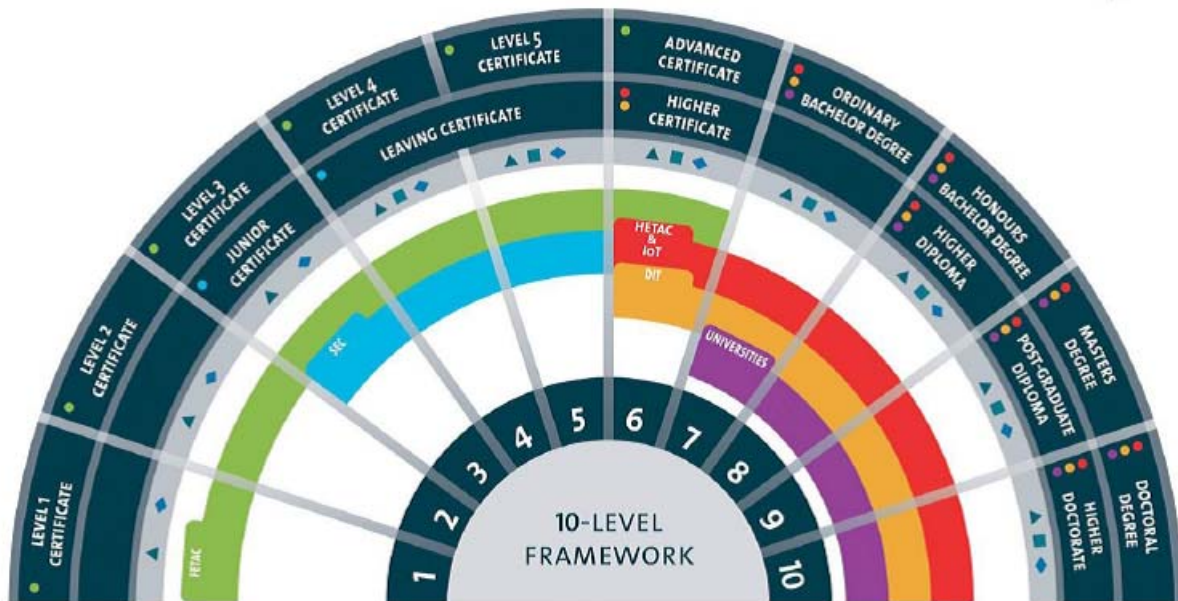 LEVEL 1
CERTIFICATE
LEVEL 2
CERTIFICATE
LEVEL 3
CERTIFICATE
JUNIOR
CERTIFICATE
LEVEL 4
CERTIFICATE
LEVEL 5
CERTIFICATE
LEAVING CERTIFICATE
ADVANCED
CERTIFICATE
HIGHER
CERTIFICATE
ORDINARY
BACHELOR DEGREE
HONOURS
BACHELOR DEGREE
HIGHER
DIPLOMA
MASTERS
DEGREE
POST-GRADUATE
DIPLOMA
DOCTORAL
DEGREE
HIGHER
DOCTORATE
FETAC
SEC
HETAC
&
IoT
DIT
UNIVERSITIES
1
2
3
4
5
6
7
8
9
10
10-LEVEL
FRAMEWORK